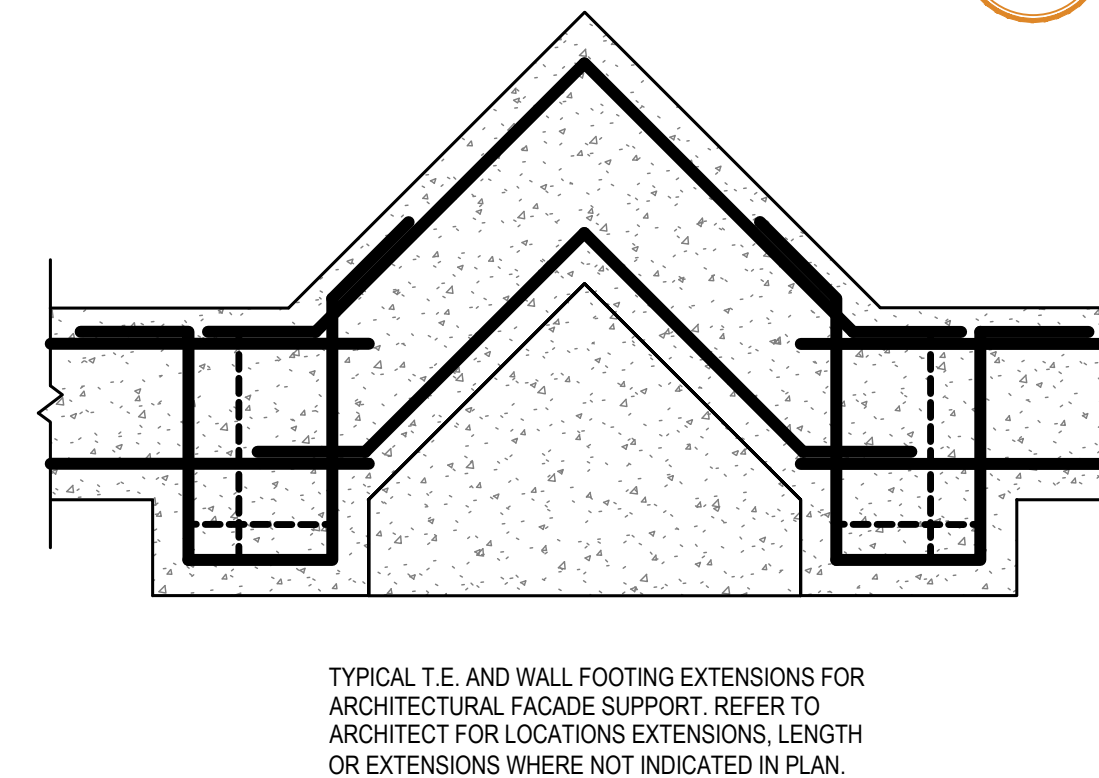 TYPICAL T.E. AND WALL FOOTING EXTENSIONS FOR
ARCHITECTURAL FACADE SUPPORT. REFER TO
ARCHITECT FOR LOCATIONS EXTENSIONS, LENGTH
OR EXTENSIONS WHERE NOT INDICATED IN PLAN.